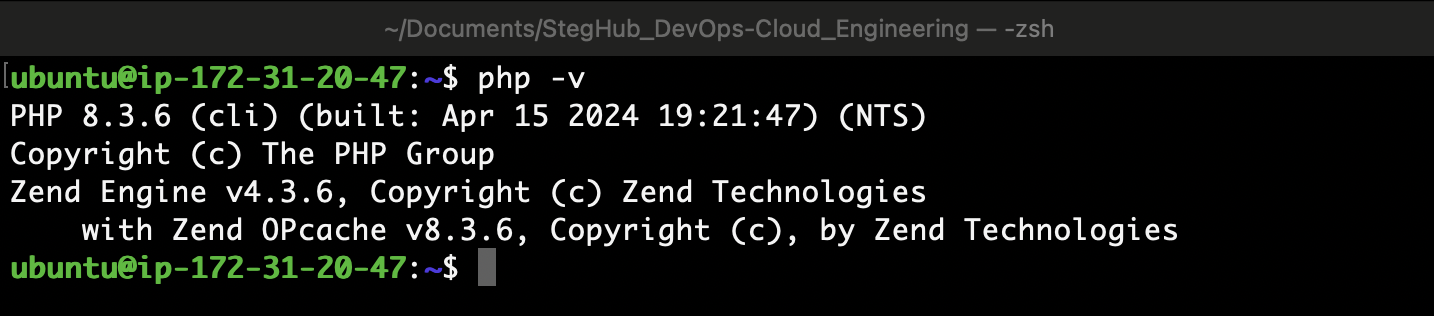 ~/Documents/StegHub_DevOps-Cloud_Engineering — -zsh
[ubuntu@ip-172-31-20-47:~$ php -v
PHP 8.3.6 (cli) (built: Apr 15 2024 19:21:47) (NTS)
Copyright (c) The PHP Group
Zend Engine v4.3.6, Copyright (c) Zend Technologies
    with Zend OPcache v8.3.6, Copyright (c), by Zend Technologies
ubuntu@ip-172-31-20-47:~$